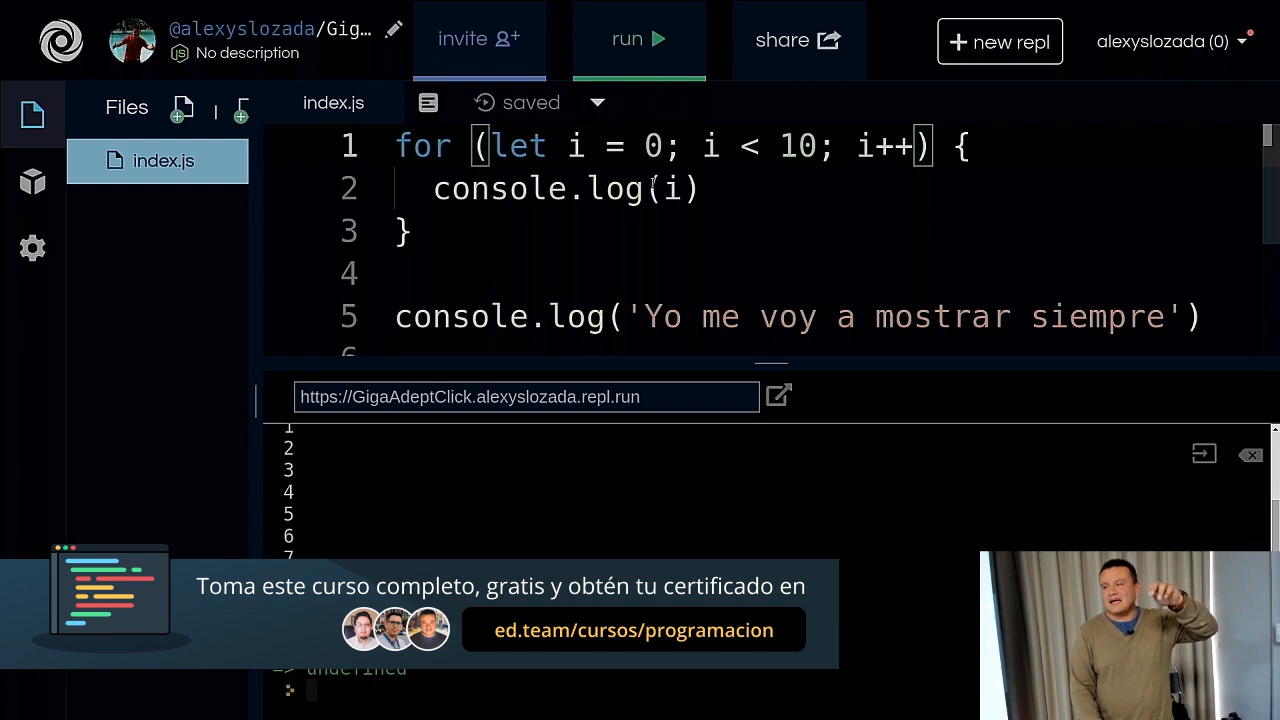 @alexyslozada/Gig…
No description
invite
run
share
+ new repl
alexyslozada (0)
Files
index.js
saved
index.js
1 for (let i = 0; i < 10; i++) {
2 console.log(i)
3 }
4
5 console.log('Yo me voy a mostrar siempre')
6
https://GigaAdeptClick.alexyslozada.repl.run
1
2
3
4
5
6
7
Toma este curso completo, gratis y obtén tu certificado en
ed.team/cursos/programacion
=> undefined